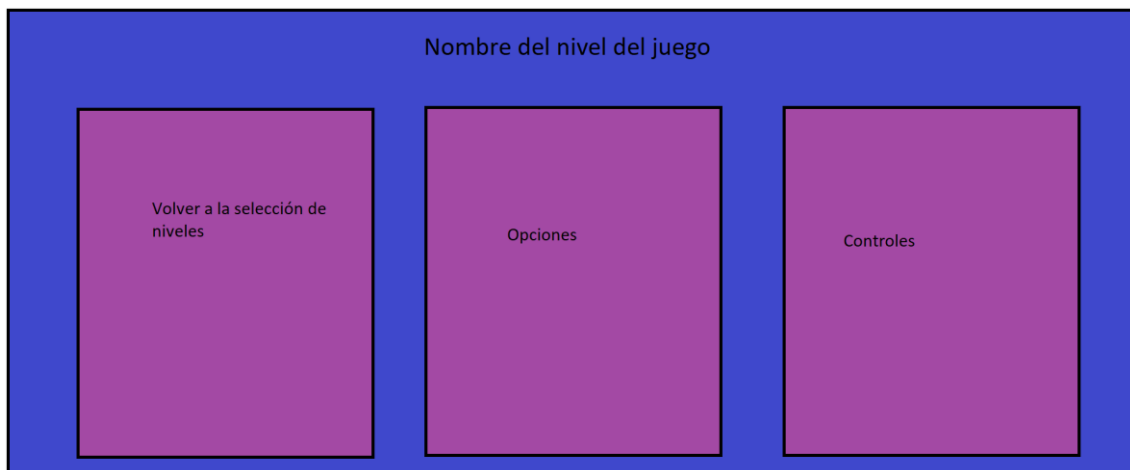 Nombre del nivel del juego
Volver a la selección de
niveles
Opciones
Controles